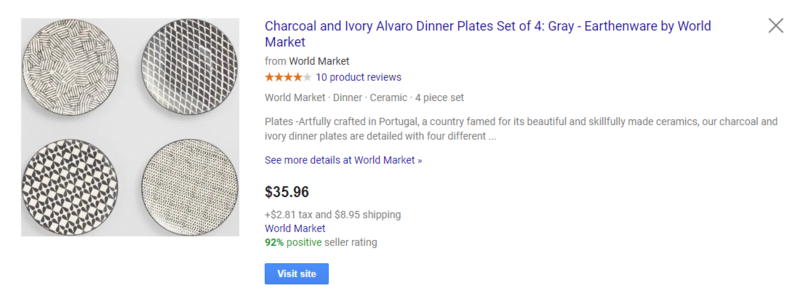 Charcoal and Ivory Alvaro Dinner Plates Set of 4: Gray - Earthenware by World
Market
from World Market
10 product reviews
World Market · Dinner · Ceramic · 4 piece set
Plates -Artfully crafted in Portugal, a country famed for its beautiful and skillfully made ceramics, our charcoal and
ivory dinner plates are detailed with four different ...
See more details at World Market »
$35.96
+$2.81 tax and $8.95 shipping
World Market
92% positive seller rating
Visit site